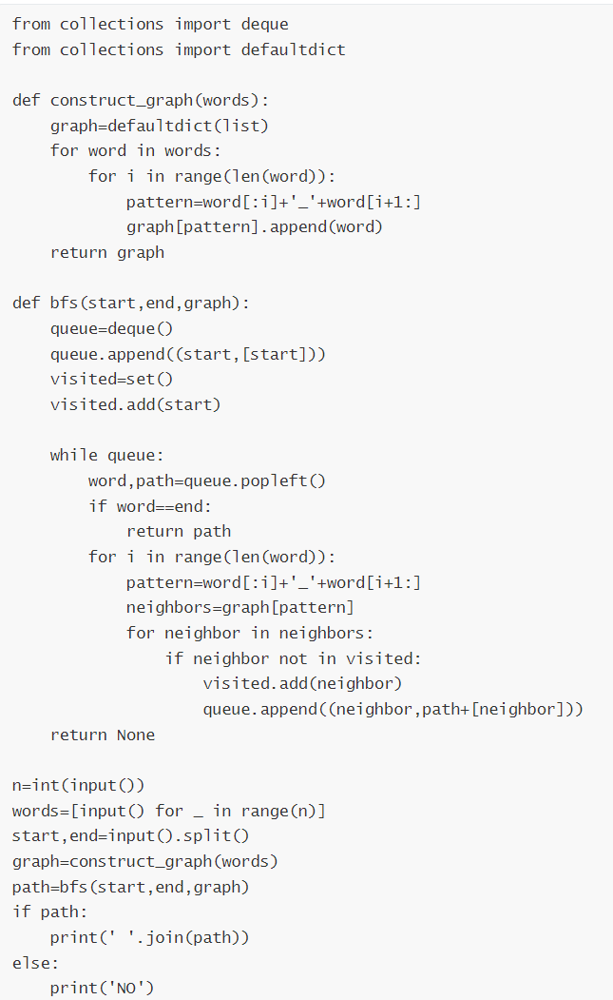 from collections import deque
from collections import defaultdict

def construct_graph(words):
    graph=defaultdict(list)
    for word in words:
        for i in range(len(word)):
            pattern=word[:i]+'_'+word[i+1:]
            graph[pattern].append(word)
    return graph

def bfs(start,end,graph):
    queue=deque()
    queue.append((start,[start]))
    visited=set()
    visited.add(start)

    while queue:
        word,path=queue.popleft()
        if word==end:
            return path
        for i in range(len(word)):
            pattern=word[:i]+'_'+word[i+1:]
            neighbors=graph[pattern]
            for neighbor in neighbors:
                if neighbor not in visited:
                    visited.add(neighbor)
                    queue.append((neighbor,path+[neighbor]))
    return None

n=int(input())
words=[input() for _ in range(n)]
start,end=input().split()
graph=construct_graph(words)
path=bfs(start,end,graph)
if path:
    print(' '.join(path))
else:
    print('NO')